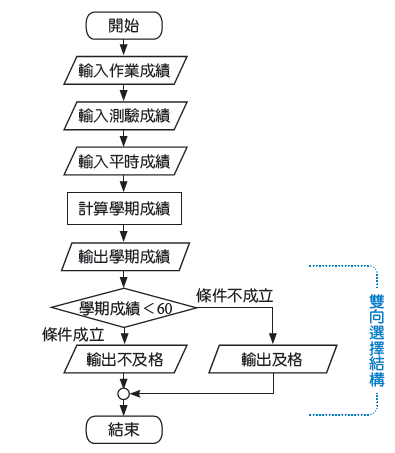 開始
輸入作業成績
輸入測驗成績
輸入平時成績
計算學期成績
輸出學期成績
學期成績＜60
條件不成立
條件成立
輸出不及格
輸出及格
結束
雙向選擇結構